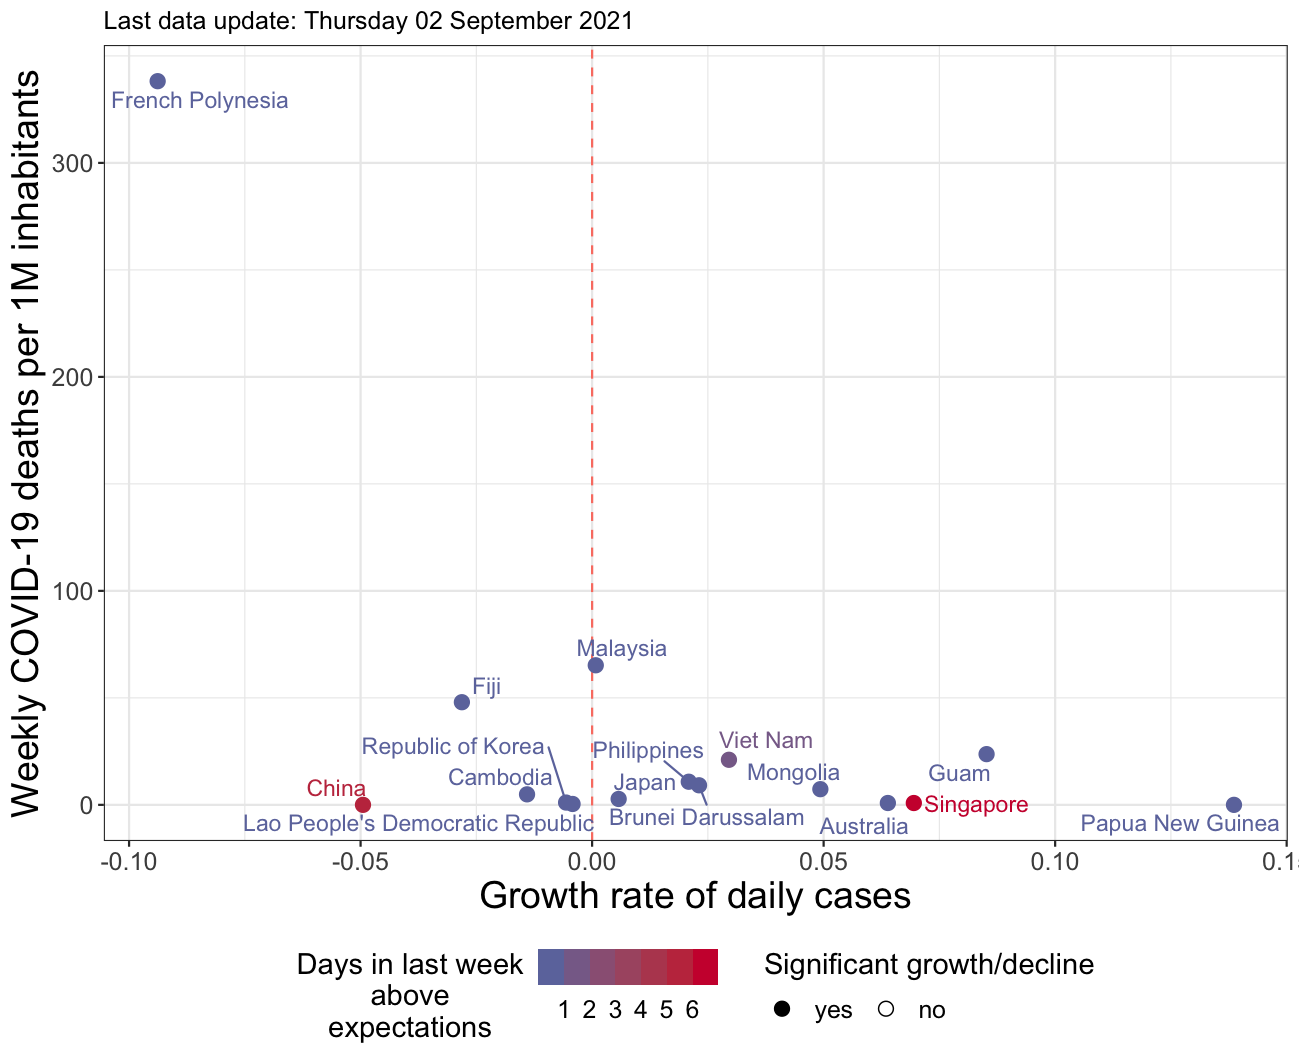 Last data update: Thursday 02 September 2021
Weekly COVID-19 deaths per 1M inhabitants
300
200
100
0
French Polynesia
Malaysia
Fiji
Republic of Korea
Philippines
Viet Nam
Cambodia
Japan
Mongolia
Guam
China
Singapore
Lao People's Democratic Republic
Brunei Darussalam
Australia
Papua New Guinea
-0.10 -0.05 0.00 0.05 0.10
Growth rate of daily cases
Days in last week
above
expectations
1 2 3 4 5 6
Significant growth/decline
yes no